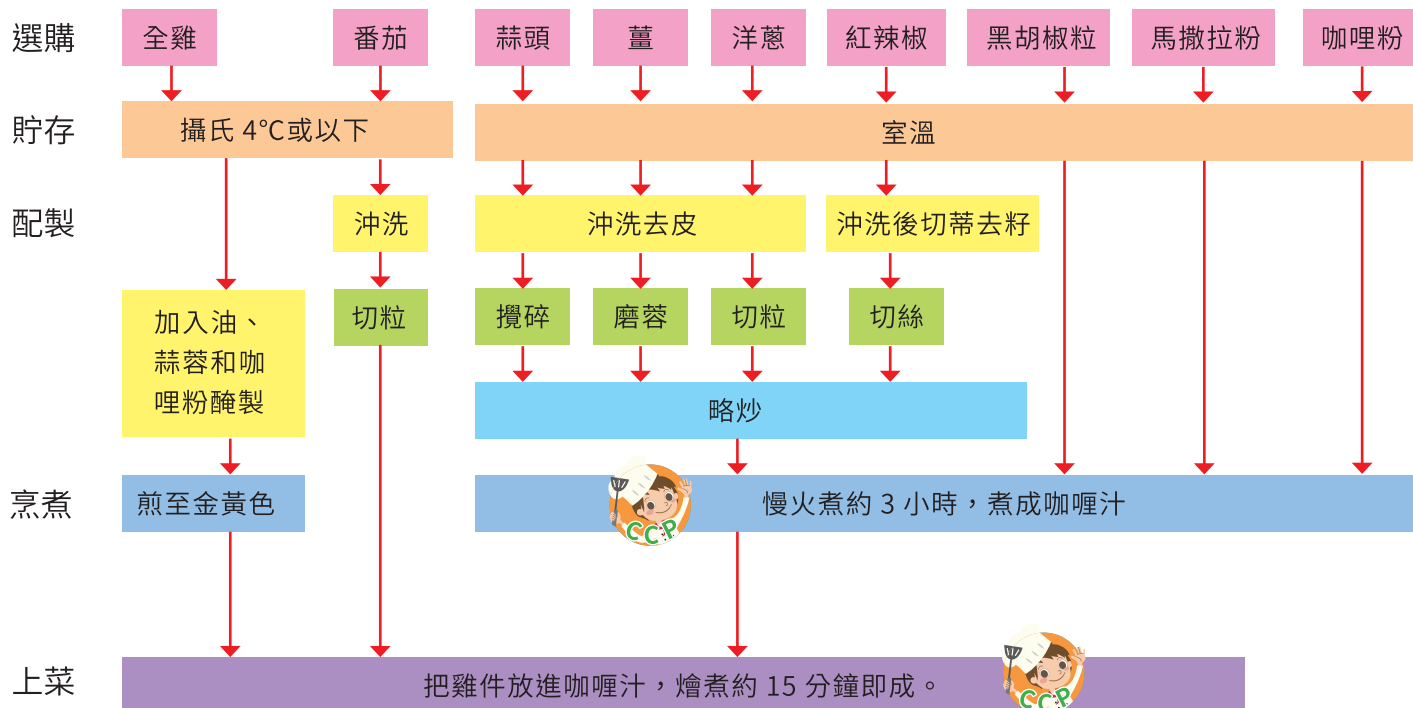 選購
全雞
番茄
蒜頭
薑
洋蔥
紅辣椒
黑胡椒粒
馬撒拉粉
咖哩粉
貯存
攝氏 4℃或以下
室溫
配製
沖洗
沖洗去皮
沖洗後切蒂去籽
加入油、
蒜蓉和咖
哩粉醃製
切粒
攪碎
磨蓉
切粒
切絲
略炒
烹煮
煎至金黃色
CCP
慢火煮約 3 小時，煮成咖喱汁
上菜
把雞件放進咖喱汁，燴煮約 15 分鐘即成。
CCP